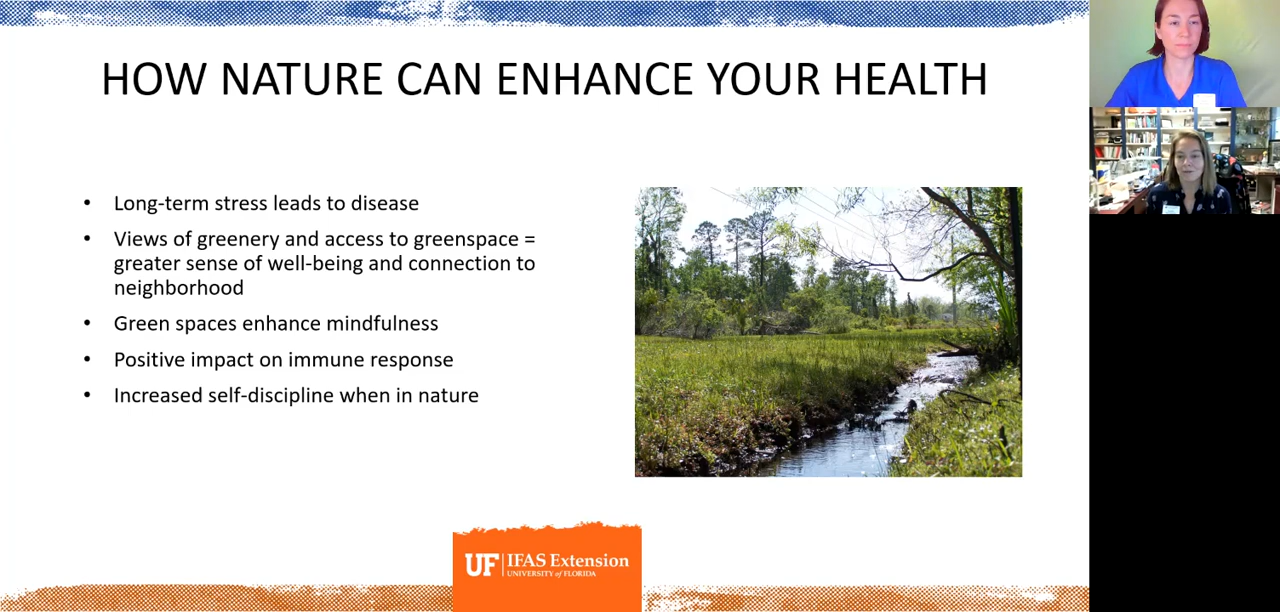 HOW NATURE CAN ENHANCE YOUR HEALTH
• Long-term stress leads to disease
• Views of greenery and access to greenspace =
greater sense of well-being and connection to
neighborhood
• Green spaces enhance mindfulness
• Positive impact on immune response
• Increased self-discipline when in nature
UF IFAS Extension
UNIVERSITY of FLORIDA